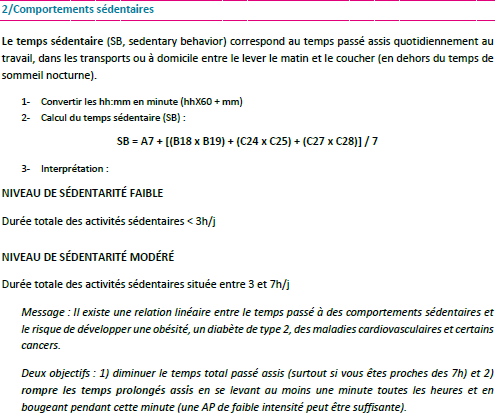 2/Comportements sédentaires
Le temps sédentaire (SB, sedentary behavior) correspond au temps passé assis quotidiennement au
travail, dans les transports ou à domicile entre le lever le matin et le coucher (en dehors du temps de
sommeil nocturne).
1- Convertir les hh:mm en minute (hhX60 + mm)
2- Calcul du temps sédentaire (SB) :
SB = A7 + [(B18 x B19) + (C24 x C25) + (C27 x C28)] / 7
3- Interprétation :
NIVEAU DE SÉDENTARITÉ FAIBLE
Durée totale des activités sédentaires < 3h/j
NIVEAU DE SÉDENTARITÉ MODÉRÉ
Durée totale des activités sédentaires située entre 3 et 7h/j
Message : Il existe une relation linéaire entre le temps passé à des comportements sédentaires et
le risque de développer une obésité, un diabète de type 2, des maladies cardiovasculaires et certains
cancers.
Deux objectifs : 1) diminuer le temps total passé assis (surtout si vous êtes proches des 7h) et 2)
rompre les temps prolongés assis en se levant au moins une minute toutes les heures et en
bougeant pendant cette minute (une AP de faible intensité peut être suffisante).